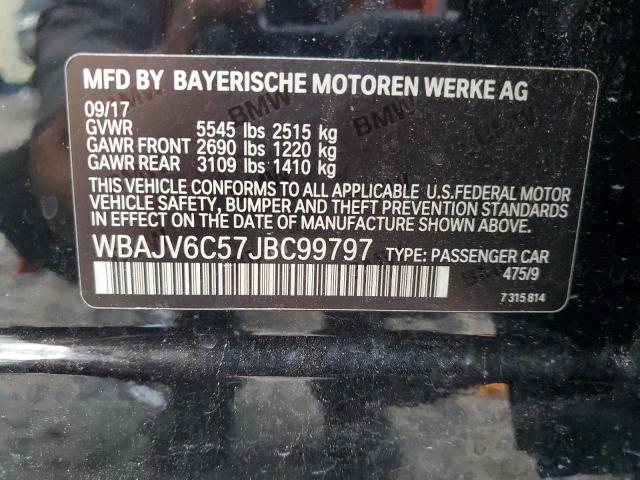 MFD BY BAYERISCHE MOTOREN WERKE AG
09/17
GVWR 5545 lbs 2515 kg
GAWR FRONT 2690 lbs 1220 kg
GAWR REAR 3109 lbs 1410 kg
THIS VEHICLE CONFORMS TO ALL APPLICABLE U.S.FEDERAL MOTOR
VEHICLE SAFETY, BUMPER AND THEFT PREVENTION STANDARDS
IN EFFECT ON THE DATE OF MANUFACTURE SHOWN ABOVE.
WBAJV6C57JBC99797 TYPE: PASSENGER CAR
475/9
7 315 814
BMW
BMW